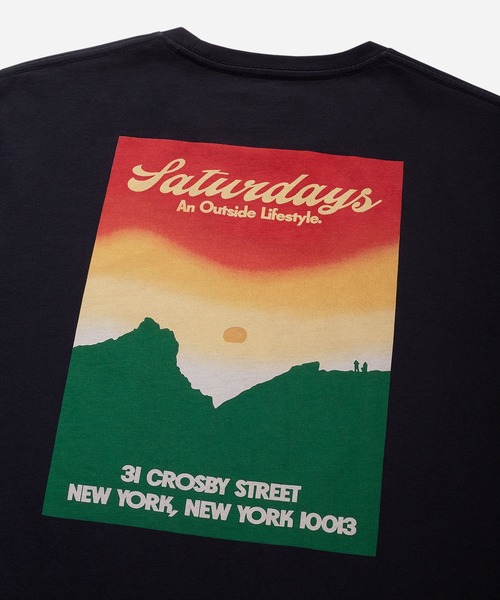 Saturdays
An Outside Lifestyle.
31 CROSBY STREET
NEW YORK, NEW YORK 10013